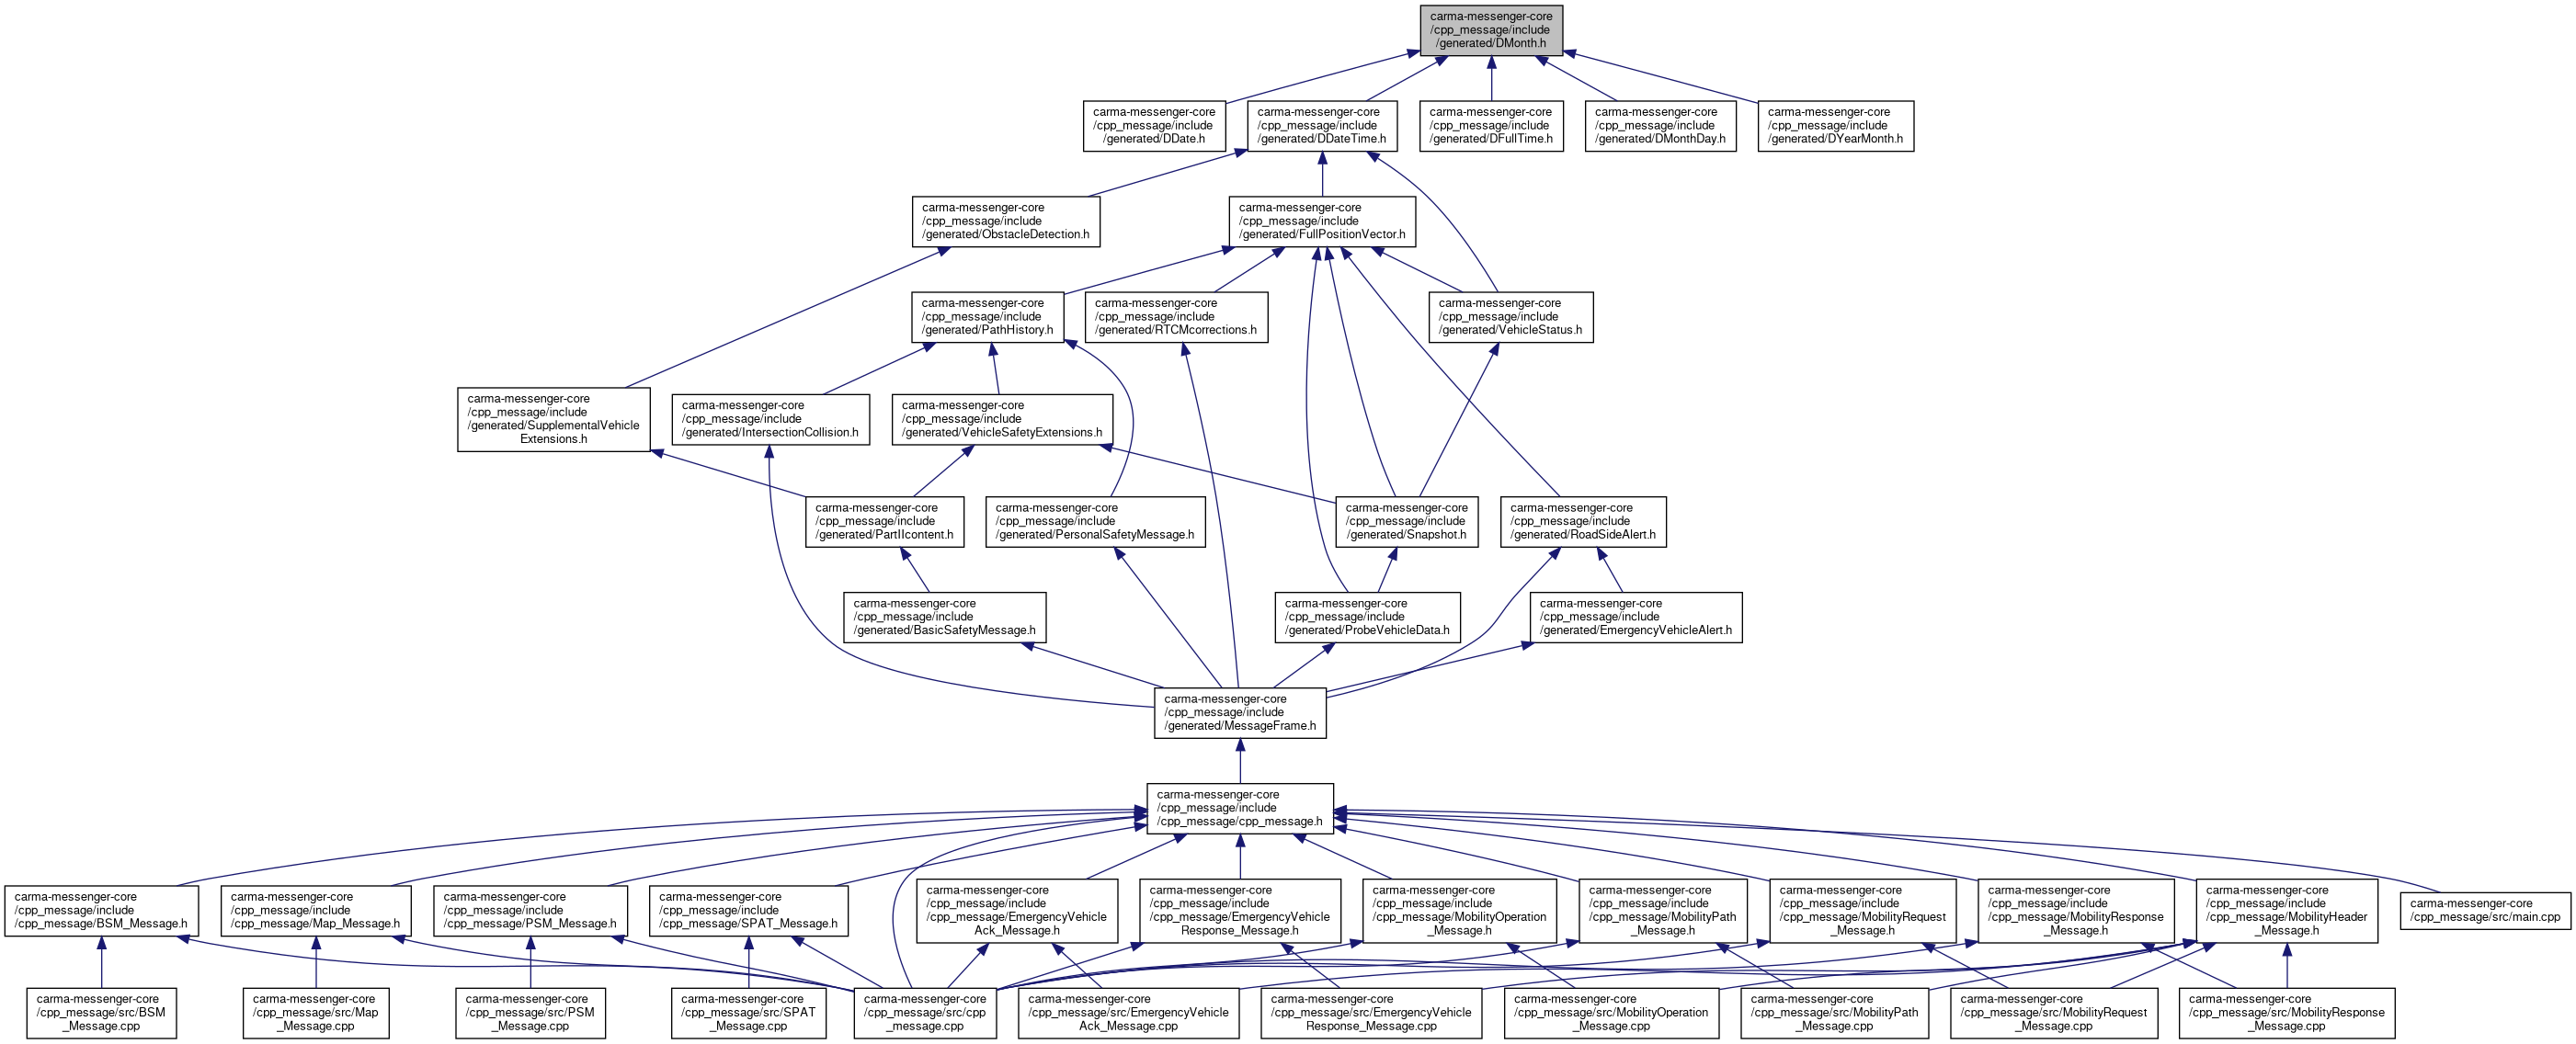 carma-messenger-core
/cpp_message/include
/generated/DMonth.h
carma-messenger-core
/cpp_message/include
/generated/DDate.h
carma-messenger-core
/cpp_message/include
/generated/DDateTime.h
carma-messenger-core
/cpp_message/include
/generated/DFullTime.h
carma-messenger-core
/cpp_message/include
/generated/DMonthDay.h
carma-messenger-core
/cpp_message/include
/generated/DYearMonth.h
carma-messenger-core
/cpp_message/include
/generated/ObstacleDetection.h
carma-messenger-core
/cpp_message/include
/generated/FullPositionVector.h
carma-messenger-core
/cpp_message/include
/generated/PathHistory.h
carma-messenger-core
/cpp_message/include
/generated/RTCMcorrections.h
carma-messenger-core
/cpp_message/include
/generated/VehicleStatus.h
carma-messenger-core
/cpp_message/include
/generated/SupplementalVehicle
Extensions.h
carma-messenger-core
/cpp_message/include
/generated/IntersectionCollision.h
carma-messenger-core
/cpp_message/include
/generated/VehicleSafetyExtensions.h
carma-messenger-core
/cpp_message/include
/generated/PartIIcontent.h
carma-messenger-core
/cpp_message/include
/generated/PersonalSafetyMessage.h
carma-messenger-core
/cpp_message/include
/generated/Snapshot.h
carma-messenger-core
/cpp_message/include
/generated/RoadSideAlert.h
carma-messenger-core
/cpp_message/include
/generated/BasicSafetyMessage.h
carma-messenger-core
/cpp_message/include
/generated/ProbeVehicleData.h
carma-messenger-core
/cpp_message/include
/generated/EmergencyVehicleAlert.h
carma-messenger-core
/cpp_message/include
/generated/MessageFrame.h
carma-messenger-core
/cpp_message/include
/cpp_message/cpp_message.h
carma-messenger-core
/cpp_message/include
/cpp_message/BSM_Message.h
carma-messenger-core
/cpp_message/include
/cpp_message/Map_Message.h
carma-messenger-core
/cpp_message/include
/cpp_message/PSM_Message.h
carma-messenger-core
/cpp_message/include
/cpp_message/SPAT_Message.h
carma-messenger-core
/cpp_message/include
/cpp_message/EmergencyVehicle
Ack_Message.h
carma-messenger-core
/cpp_message/include
/cpp_message/EmergencyVehicle
Response_Message.h
carma-messenger-core
/cpp_message/include
/cpp_message/MobilityOperation
_Message.h
carma-messenger-core
/cpp_message/include
/cpp_message/MobilityPath
_Message.h
carma-messenger-core
/cpp_message/include
/cpp_message/MobilityRequest
_Message.h
carma-messenger-core
/cpp_message/include
/cpp_message/MobilityResponse
_Message.h
carma-messenger-core
/cpp_message/include
/cpp_message/MobilityHeader
_Message.h
carma-messenger-core
/cpp_message/src/main.cpp
carma-messenger-core
/cpp_message/src/BSM
_Message.cpp
carma-messenger-core
/cpp_message/src/Map
_Message.cpp
carma-messenger-core
/cpp_message/src/PSM
_Message.cpp
carma-messenger-core
/cpp_message/src/SPAT
_Message.cpp
carma-messenger-core
/cpp_message/src/cpp
_message.cpp
carma-messenger-core
/cpp_message/src/EmergencyVehicle
Ack_Message.cpp
carma-messenger-core
/cpp_message/src/EmergencyVehicle
Response_Message.cpp
carma-messenger-core
/cpp_message/src/MobilityOperation
_Message.cpp
carma-messenger-core
/cpp_message/src/MobilityPath
_Message.cpp
carma-messenger-core
/cpp_message/src/MobilityRequest
_Message.cpp
carma-messenger-core
/cpp_message/src/MobilityResponse
_Message.cpp